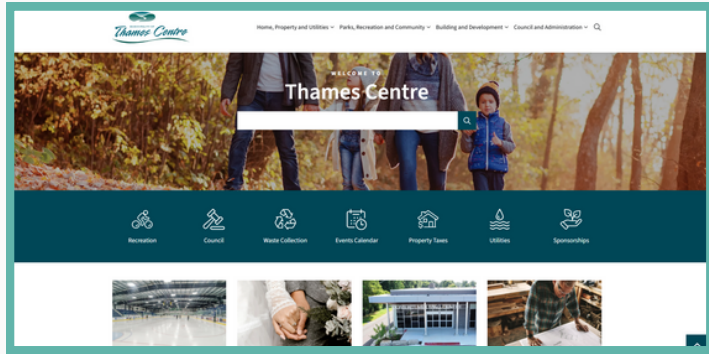 Thames Centre
Home, Property and Utilities
Parks, Recreation and Community
Building and Development
Council and Administration
WELCOME TO
Thames Centre
Recreation
Council
Waste Collection
Events Calendar
Property Taxes
Utilities
Sponsorships